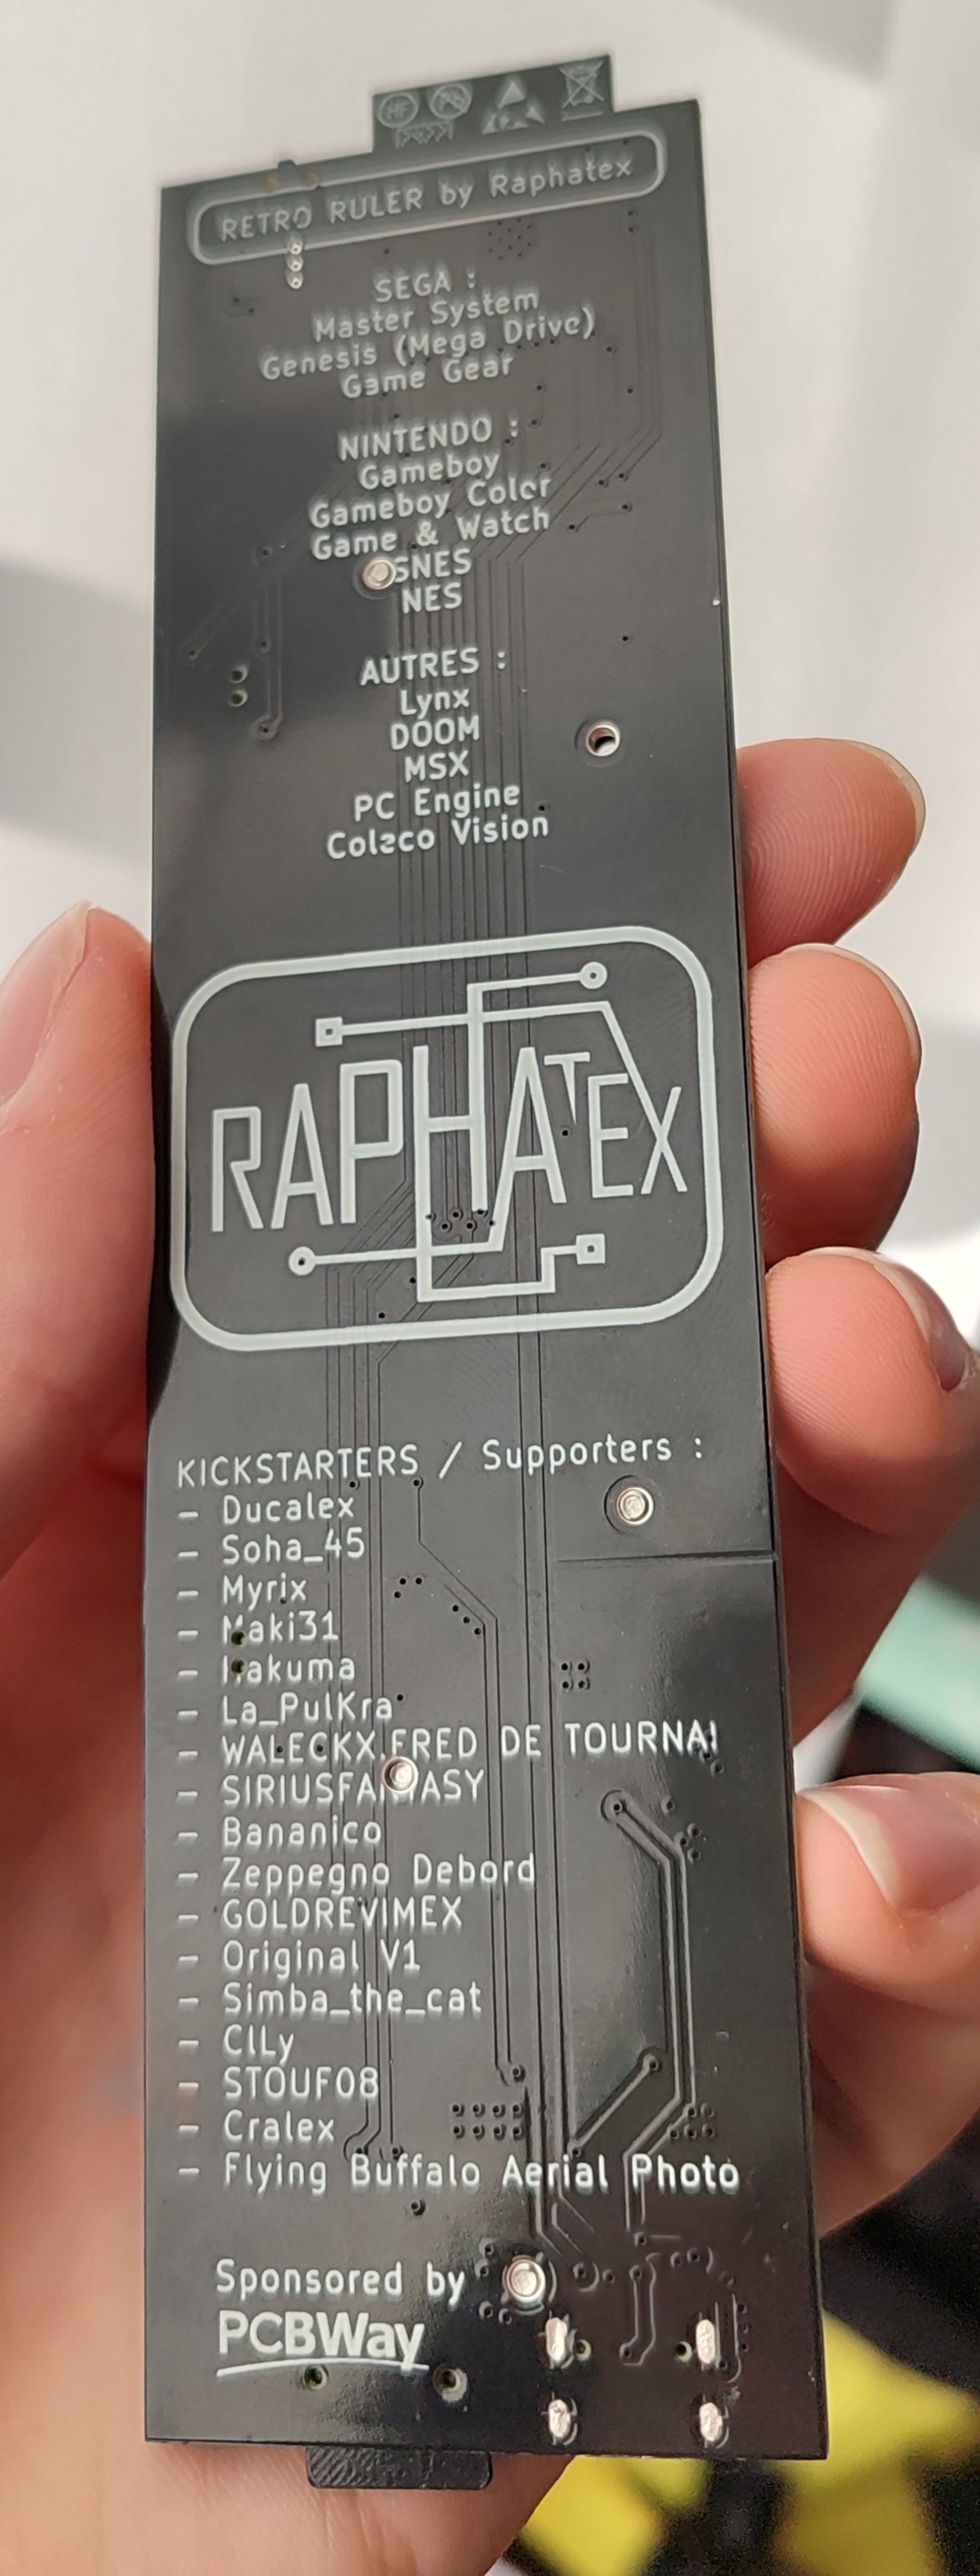 HF Pb
RETRO RULER by Raphatex
SEGA :
Master System
Genesis (Mega Drive)
Game Gear
NINTENDO :
Gameboy
Gameboy Color
Game & Watch
SNES
NES
AUTRES :
Lynx
DOOM
MSX
PC Engine
Coleco Vision
RAPHATEX
KICKSTARTERS / Supporters :
- Ducalex
- Soha_45
- Myrix
- Maki31
-
- La_PulKra
- WALECKX.FRED DE TOURNAI
- SIRIUSFANTASY
- Bananico
- Zeppegno Debord
- GOLDREVIMEX
- Original V1
- Simba_the_cat
- ClLy
- STOUF08
- Cralex
- Flying Buffalo Aerial Photo
Sponsored by
PCBWay